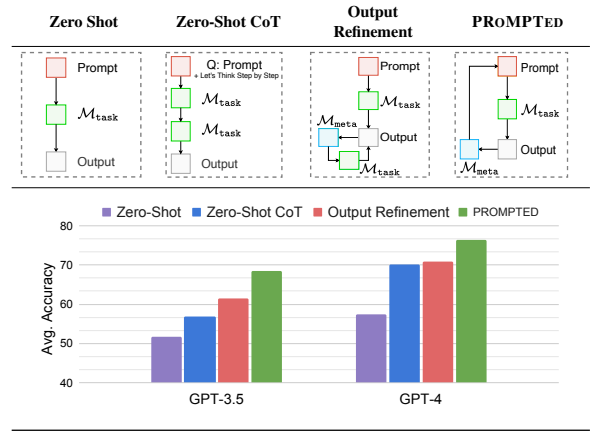 Zero Shot
Zero-Shot CoT
Output
Refinement
PROMPTED
Prompt
M_task
Output
Q: Prompt
+ Let's Think Step by Step
M_task
M_task
Output
Prompt
M_task
M_meta
Output
M_task
Prompt
M_task
Output
M_meta
Zero-Shot Zero-Shot CoT Output Refinement PROMPTED
Avg. Accuracy
80
70
60
50
40
GPT-3.5 GPT-4